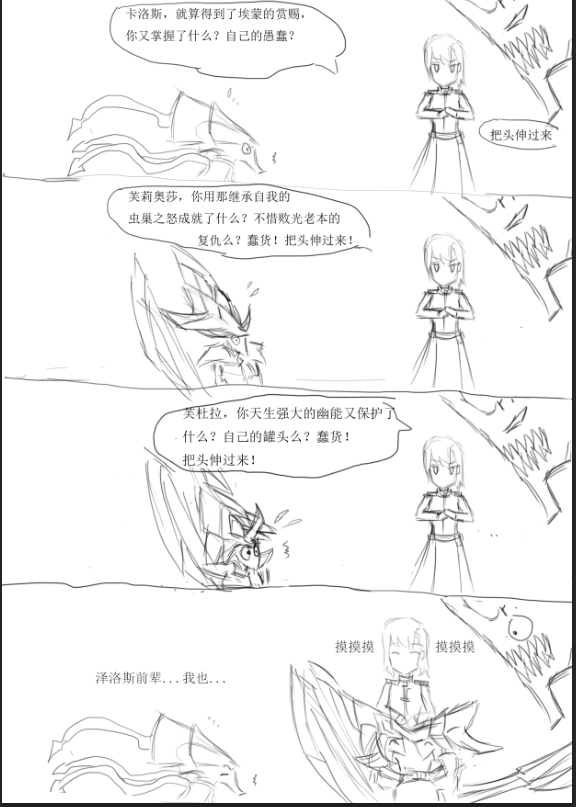 卡洛斯，就算得到了埃蒙的赏赐，
你又掌握了什么？自己的愚蠢？
把头伸过来
芙莉奥莎，你用那继承自我的
虫巢之怒成就了什么？不惜败光老本的
复仇么？蠢货！把头伸过来！
芙杜拉，你天生强大的幽能又保护了
什么？自己的罐头么？蠢货！
把头伸过来！
摸摸摸
摸摸摸
泽洛斯前辈...我也...